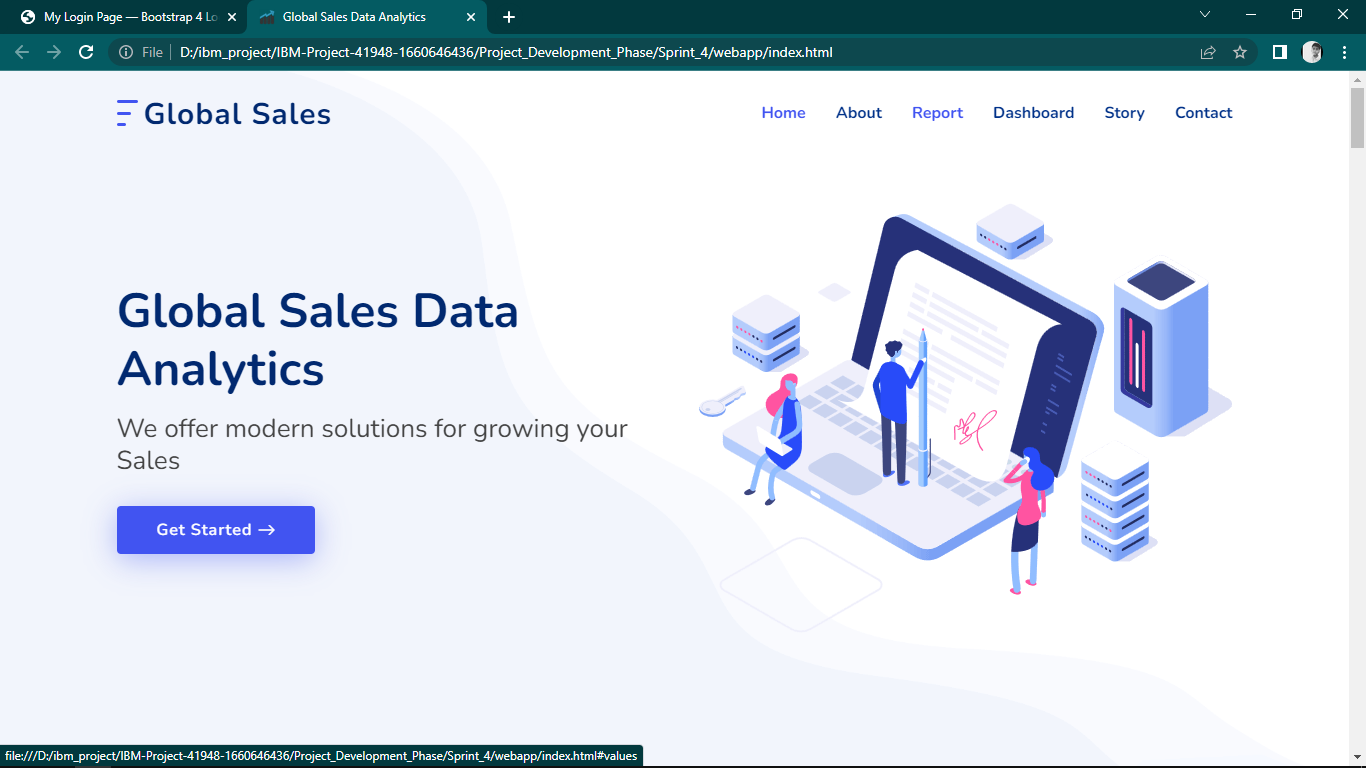 My Login Page — Bootstrap 4 Lo
Global Sales Data Analytics
File
D:/ibm_project/IBM-Project-41948-1660646436/Project_Development_Phase/Sprint_4/webapp/index.html
Global Sales
Home
About
Report
Dashboard
Story
Contact
Global Sales Data
Analytics
We offer modern solutions for growing your
Sales
Get Started →
file:///D:/ibm_project/IBM-Project-41948-1660646436/Project_Development_Phase/Sprint_4/webapp/index.html#values